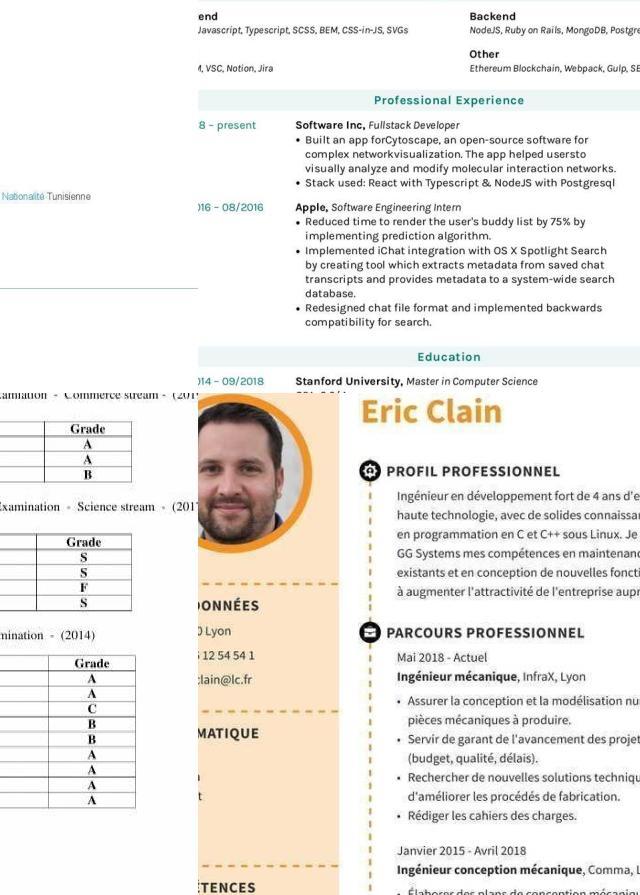 Nationalité Tunisienne
Javascript, Typescript, SCSS, BEM, CSS-in-JS, SVGs
VSC, Notion, Jira
Backend
NodeJS, Ruby on Rails, MongoDB,
Other
Ethereum Blockchain, Webpack, Gulp,
Professional Experience
8 – present
Software Inc, Fullstack Developer
• Built an app forCytoscape, an open-source software for
complex networkvisualization. The app helped usersto
visually analyze and modify molecular interaction networks.
• Stack used: React with Typescript & NodeJS with Postgresql
016 – 08/2016
Apple, Software Engineering Intern
• Reduced time to render the user's buddy list by 75% by
implementing prediction algorithm.
• Implemented iChat integration with OS X Spotlight Search
by creating tool which extracts metadata from saved chat
transcripts and provides metadata to a system-wide search
database.
• Redesigned chat file format and implemented backwards
compatibility for search.
Education
014 – 09/2018
Stanford University, Master in Computer Science
Commerce stream -
Grade
A
A
B
Examination - Science stream - (201
Grade
S
S
F
S
mination - (2014)
Grade
A
A
C
B
B
A
A
A
A
DONNÉES
0 Lyon
12 54 54 1
clain@lc.fr
MATIQUE
TENCES
Eric Clain
PROFIL PROFESSIONNEL
Ingénieur en développement fort de 4 ans d'e
haute technologie, avec de solides connaissan
en programmation en C et C++ sous Linux. Je
GG Systems mes compétences en maintenanc
existants et en conception de nouvelles foncti
à augmenter l'attractivité de l'entreprise aupr
PARCOURS PROFESSIONNEL
Mai 2018 - Actuel
Ingénieur mécanique, InfraX, Lyon
• Assurer la conception et la modélisation nu
pièces mécaniques à produire.
• Servir de garant de l'avancement des projet
(budget, qualité, délais).
• Rechercher de nouvelles solutions techniqu
d'améliorer les procédés de fabrication.
• Rédiger les cahiers des charges.
Janvier 2015 - Avril 2018
Ingénieur conception mécanique, Comma, L
• Élaborer des plans de conception mécanique